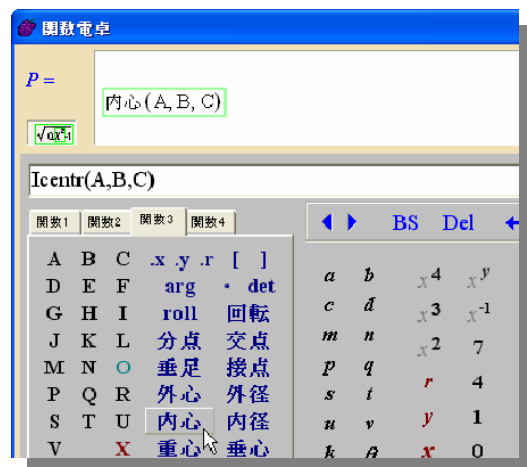 関数電卓
P =
内心(A, B, C)
Icentr(A,B,C)
関数1 関数2 関数3 関数4
BS Del ←
A B C .x .y .r [ ]
D E F arg ・ det
G H I roll 回転
J K L 分点 交点
M N O 垂足 接点
P Q R 外心 外径
S T U 内心 内径
V X 重心 垂心
a b x⁴ xʸ
c d x³ x⁻¹
m n x² 7
p q r 4
s t y 1
u v x 0
k θ